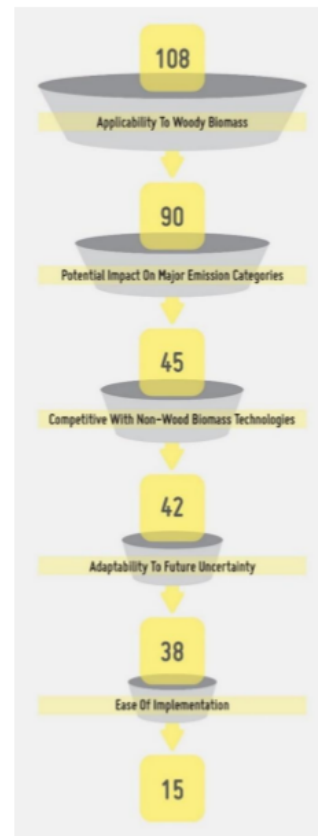 108
Applicability To Woody Biomass
90
Potential Impact On Major Emission Categories
45
Competitive With Non-Wood Biomass Technologies
42
Adaptability To Future Uncertainty
38
Ease Of Implementation
15